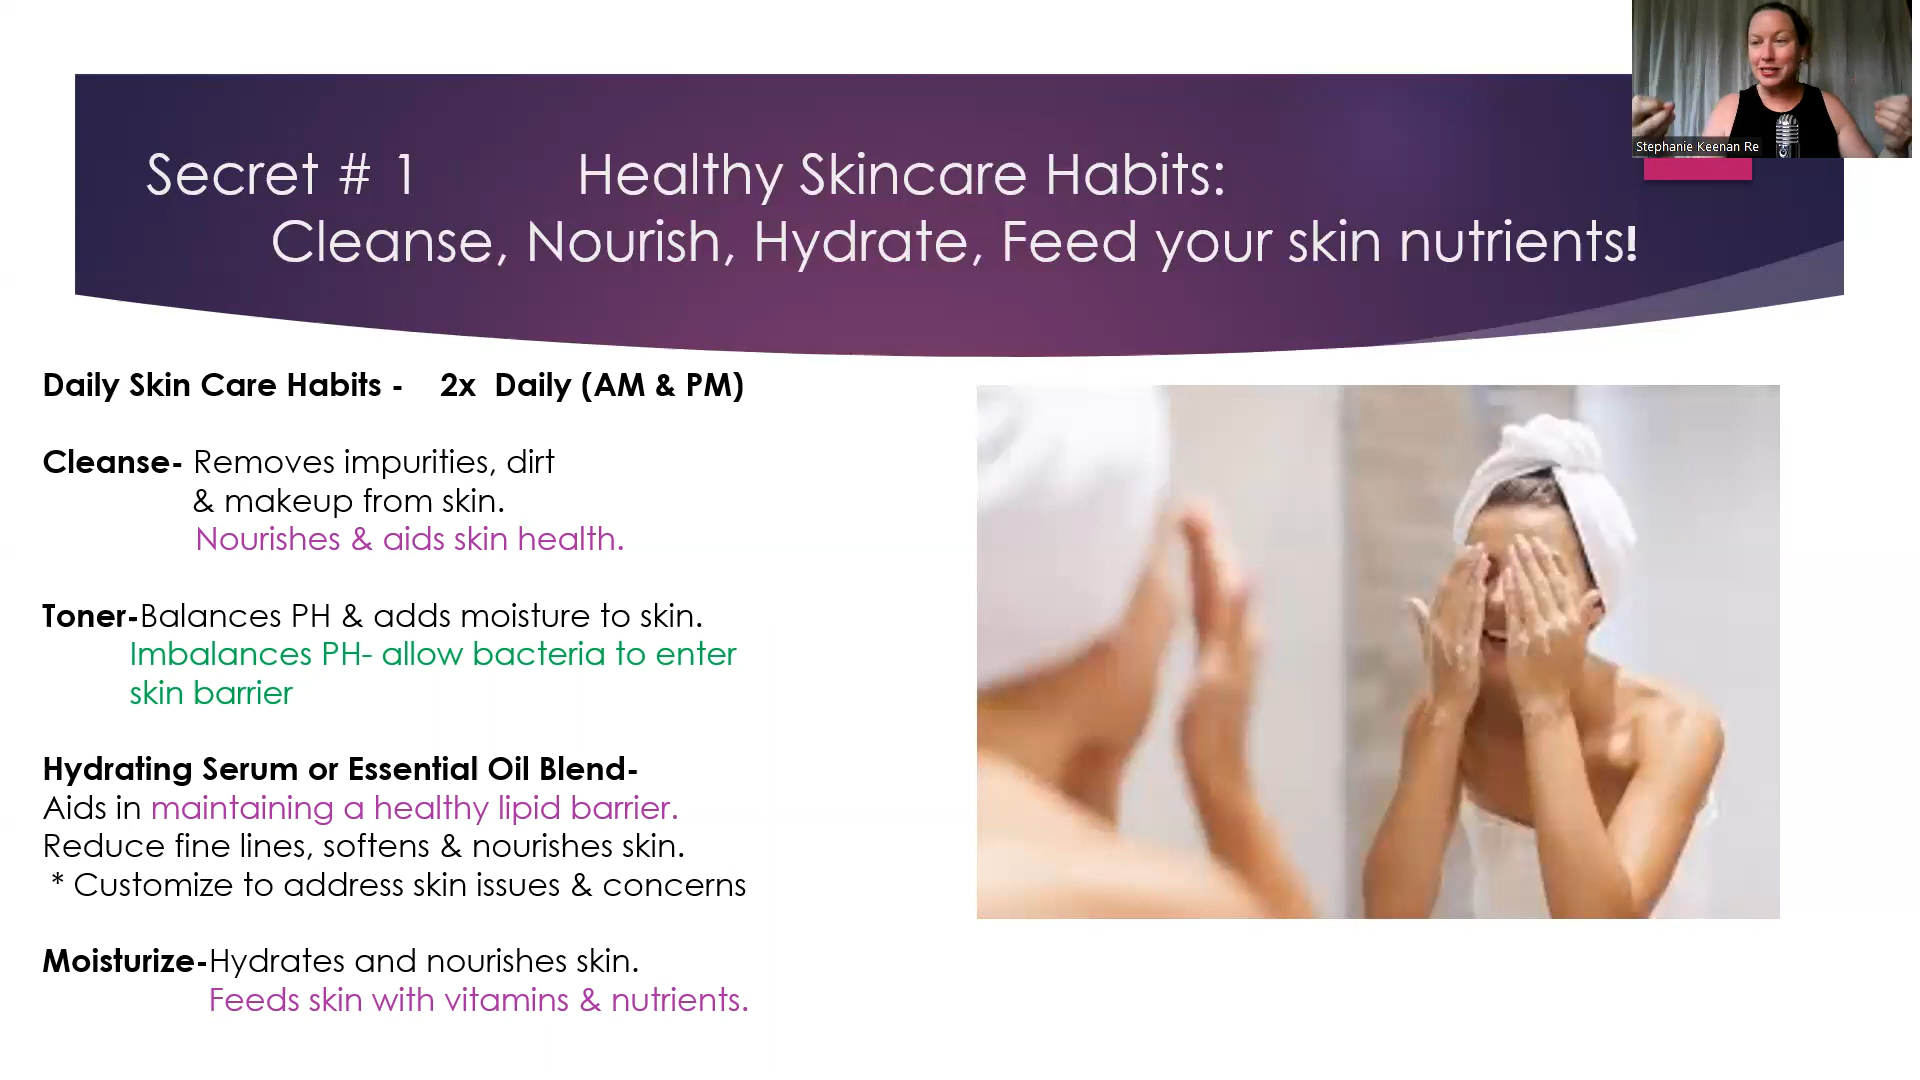 Secret # 1 Healthy Skincare Habits:
Cleanse, Nourish, Hydrate, Feed your skin nutrients!
Stephanie Keenan Re
Daily Skin Care Habits - 2x Daily (AM & PM)
Cleanse- Removes impurities, dirt
& makeup from skin.
Nourishes & aids skin health.
Toner-Balances PH & adds moisture to skin.
Imbalances PH- allow bacteria to enter
skin barrier
Hydrating Serum or Essential Oil Blend-
Aids in maintaining a healthy lipid barrier.
Reduce fine lines, softens & nourishes skin.
* Customize to address skin issues & concerns
Moisturize-Hydrates and nourishes skin.
Feeds skin with vitamins & nutrients.